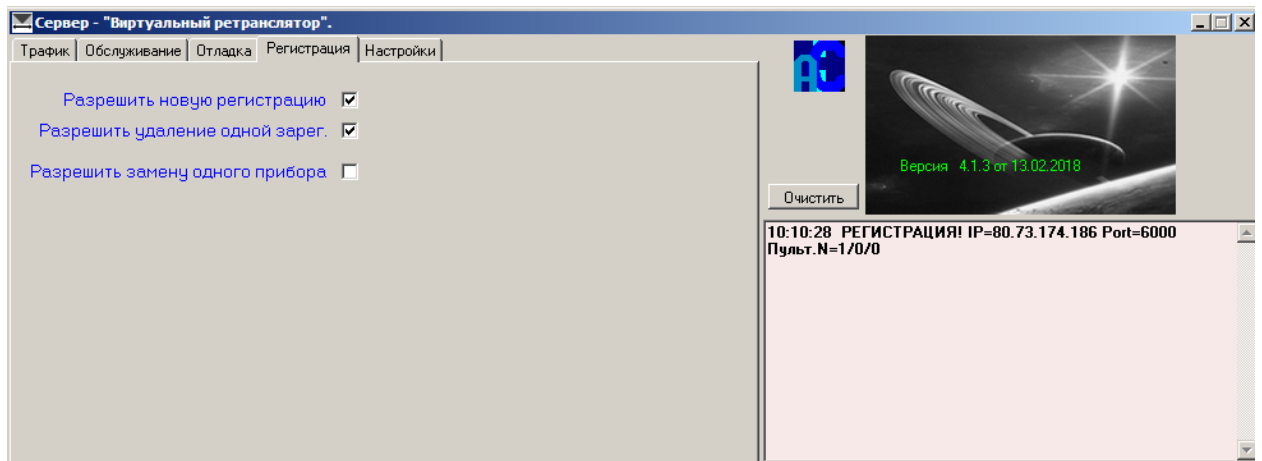 Сервер - "Виртуальный ретранслятор".
Трафик Обслуживание Отладка Регистрация Настройки
Разрешить новую регистрацию
Разрешить удаление одной зарег.
Разрешить замену одного прибора
АС
Версия 4.1.3 от 13.02.2018
Очистить
10:10:28 РЕГИСТРАЦИЯ! IP=80.73.174.186 Port=6000
Пульт.N=1/0/0